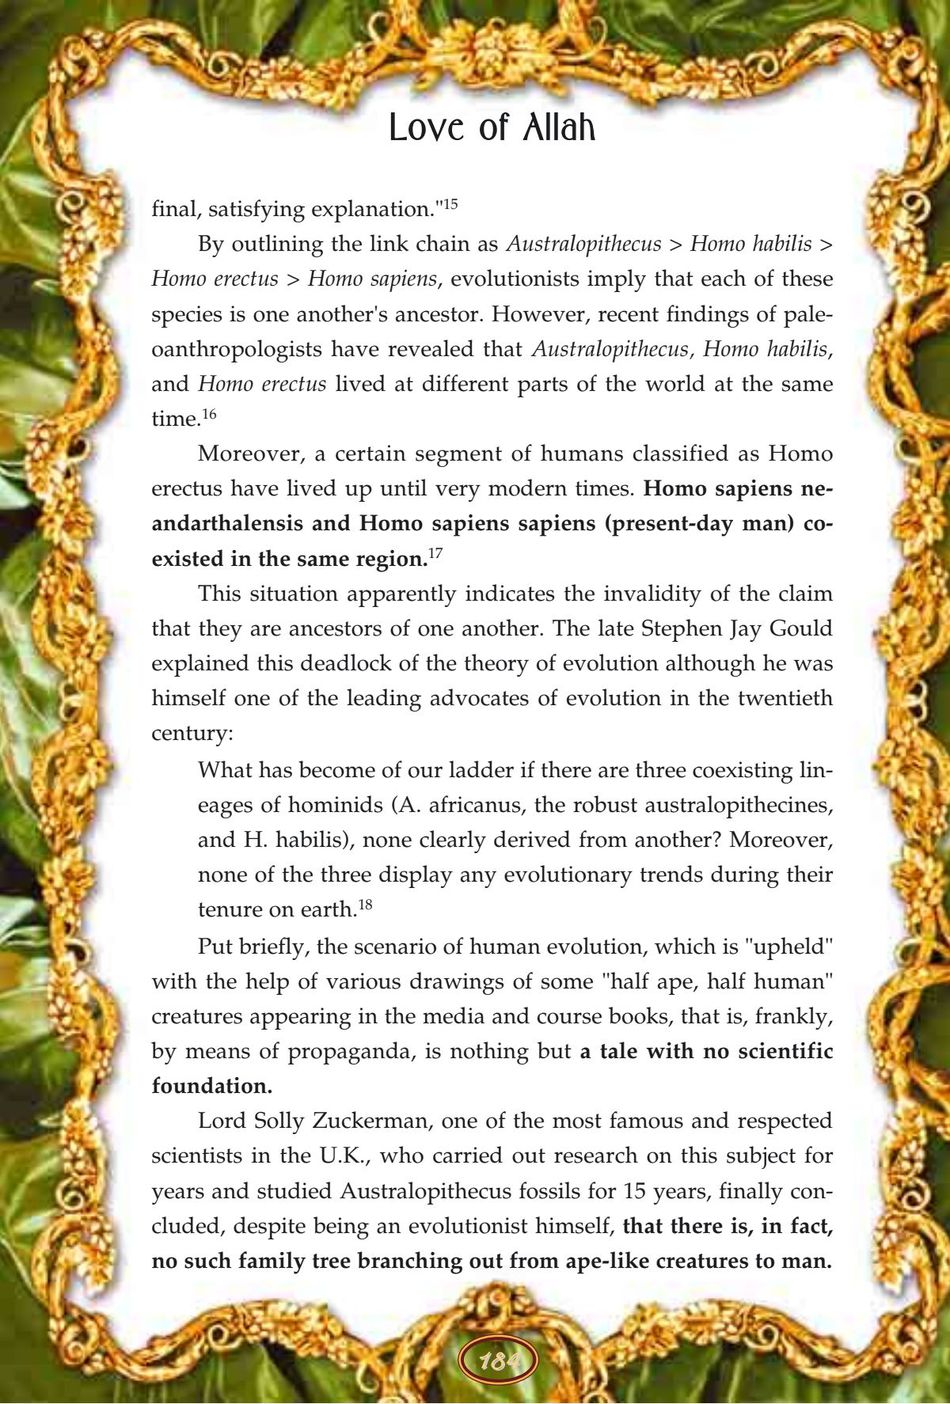 Love of Allah
final, satisfying explanation."15
By outlining the link chain as Australopithecus > Homo habilis >
Homo erectus > Homo sapiens, evolutionists imply that each of these
species is one another's ancestor. However, recent findings of pale-
oanthropologists have revealed that Australopithecus, Homo habilis,
and Homo erectus lived at different parts of the world at the same
time.16
Moreover, a certain segment of humans classified as Homo
erectus have lived up until very modern times. Homo sapiens ne-
andarthalensis and Homo sapiens sapiens (present-day man) co-
existed in the same region.17
This situation apparently indicates the invalidity of the claim
that they are ancestors of one another. The late Stephen Jay Gould
explained this deadlock of the theory of evolution although he was
himself one of the leading advocates of evolution in the twentieth
century:
What has become of our ladder if there are three coexisting lin-
eages of hominids (A. africanus, the robust australopithecines,
and H. habilis), none clearly derived from another? Moreover,
none of the three display any evolutionary trends during their
tenure on earth.18
Put briefly, the scenario of human evolution, which is "upheld"
with the help of various drawings of some "half ape, half human"
creatures appearing in the media and course books, that is, frankly,
by means of propaganda, is nothing but a tale with no scientific
foundation.
Lord Solly Zuckerman, one of the most famous and respected
scientists in the U.K., who carried out research on this subject for
years and studied Australopithecus fossils for 15 years, finally con-
cluded, despite being an evolutionist himself, that there is, in fact,
no such family tree branching out from ape-like creatures to man.
184